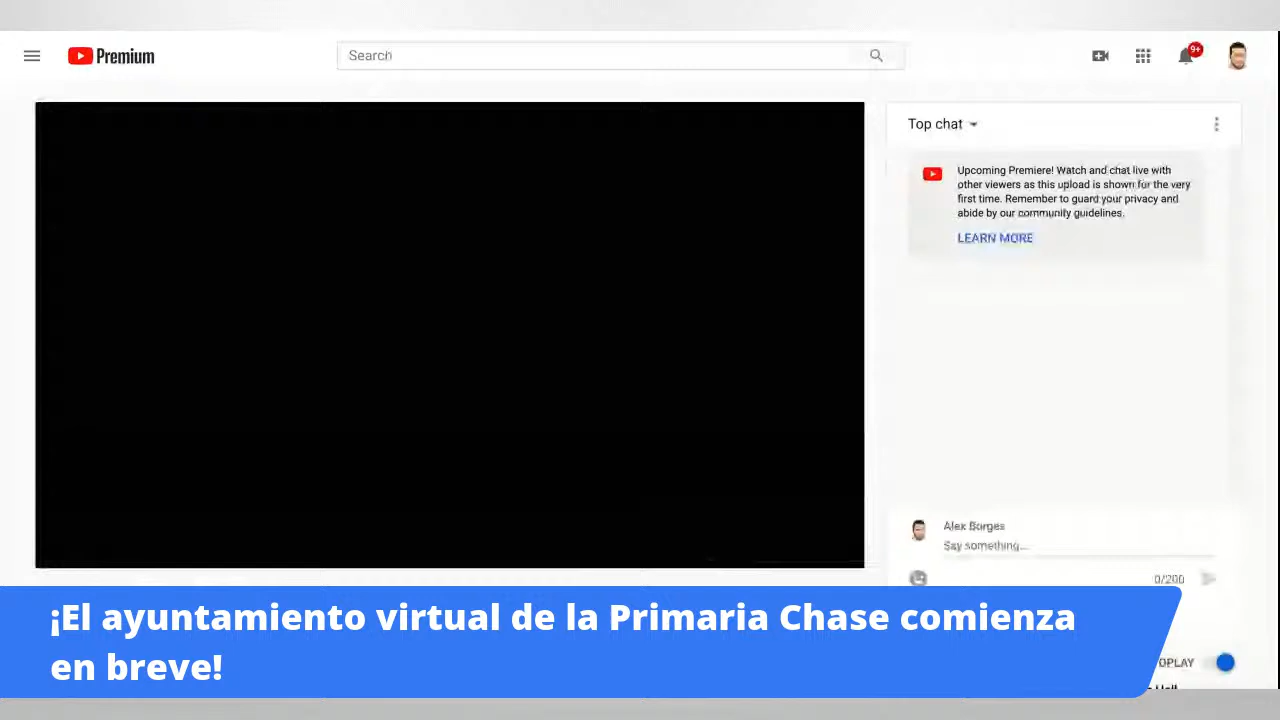 Premium
Search
9+
Top chat
Upcoming Premiere! Watch and chat live with
other viewers as this upload is shown for the very
first time. Remember to guard your privacy and
abide by our community guidelines.
LEARN MORE
Alex Borges
Say something...
0/200
¡El ayuntamiento virtual de la Primaria Chase comienza
en breve!
OPLAY